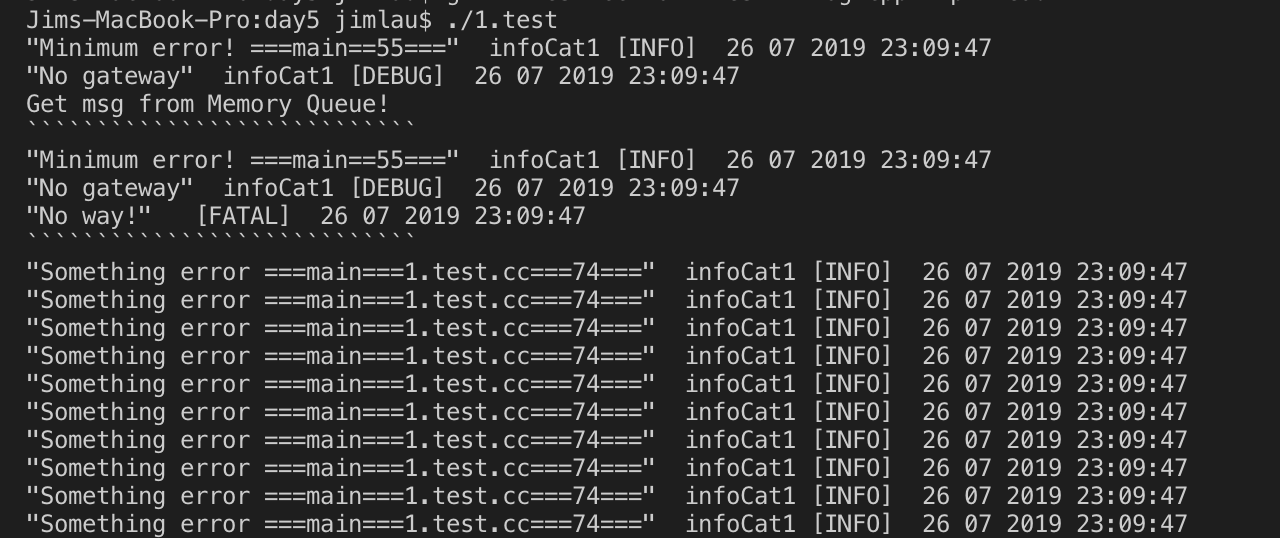 Jims-MacBook-Pro:day5 jimlau$ ./1.test
"Minimum error! ===main==55==="  infoCat1 [INFO]  26 07 2019 23:09:47
"No gateway"  infoCat1 [DEBUG]  26 07 2019 23:09:47
Get msg from Memory Queue!
````````````````````````````
"Minimum error! ===main==55==="  infoCat1 [INFO]  26 07 2019 23:09:47
"No gateway"  infoCat1 [DEBUG]  26 07 2019 23:09:47
"No way!"   [FATAL]  26 07 2019 23:09:47
````````````````````````````
"Something error ===main===1.test.cc===74==="  infoCat1 [INFO]  26 07 2019 23:09:47
"Something error ===main===1.test.cc===74==="  infoCat1 [INFO]  26 07 2019 23:09:47
"Something error ===main===1.test.cc===74==="  infoCat1 [INFO]  26 07 2019 23:09:47
"Something error ===main===1.test.cc===74==="  infoCat1 [INFO]  26 07 2019 23:09:47
"Something error ===main===1.test.cc===74==="  infoCat1 [INFO]  26 07 2019 23:09:47
"Something error ===main===1.test.cc===74==="  infoCat1 [INFO]  26 07 2019 23:09:47
"Something error ===main===1.test.cc===74==="  infoCat1 [INFO]  26 07 2019 23:09:47
"Something error ===main===1.test.cc===74==="  infoCat1 [INFO]  26 07 2019 23:09:47
"Something error ===main===1.test.cc===74==="  infoCat1 [INFO]  26 07 2019 23:09:47
"Something error ===main===1.test.cc===74==="  infoCat1 [INFO]  26 07 2019 23:09:47